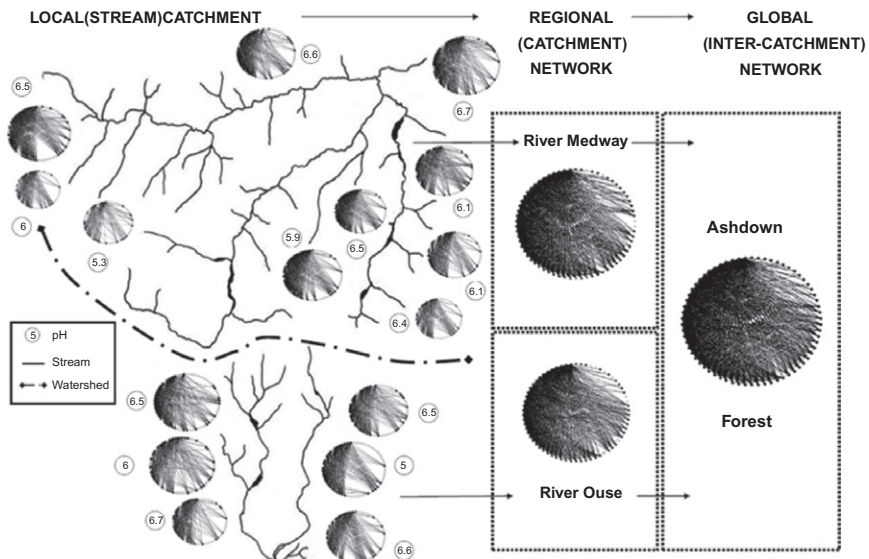 LOCAL(STREAM)CATCHMENT
REGIONAL
(CATCHMENT)
NETWORK
GLOBAL
(INTER-CATCHMENT)
NETWORK
6.6
6.5
6.7
River Medway
6.1
6
5.3
5.9
6.5
6.1
6.4
Ashdown
Forest
5 pH
Stream
Watershed
6.5
6.5
6
5
6.7
6.6
River Ouse